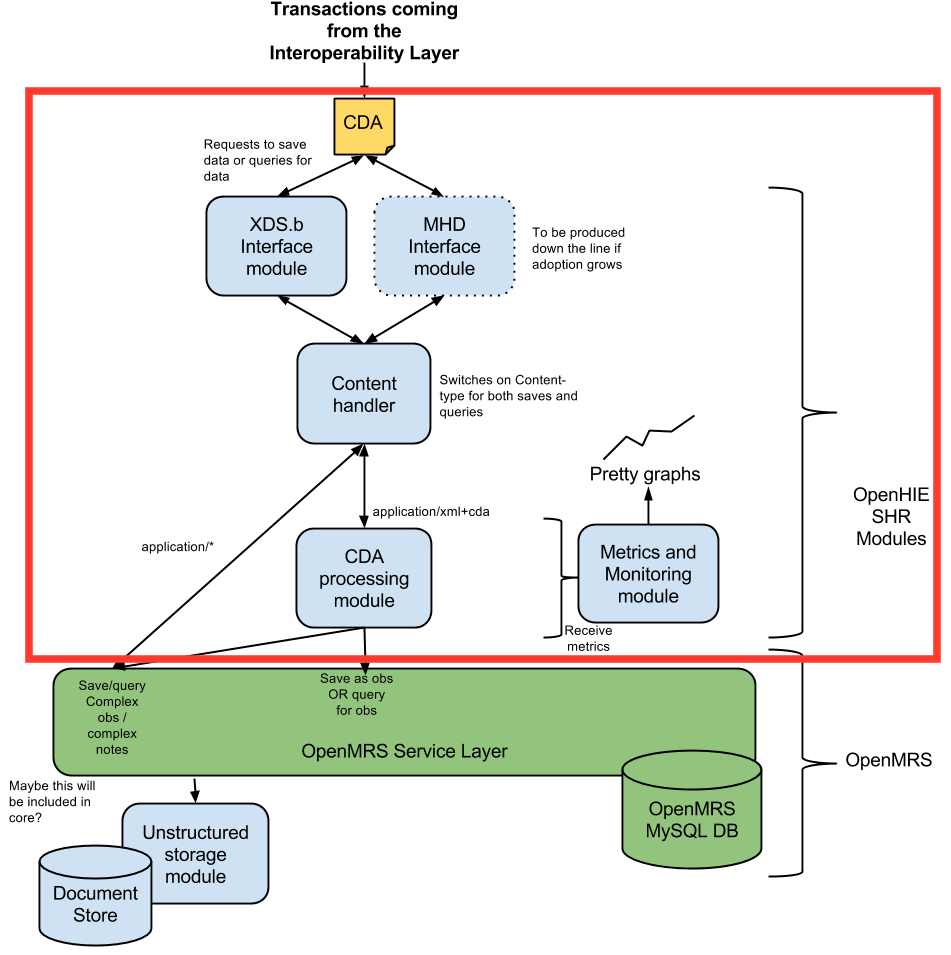 Transactions coming
from the
Interoperability Layer
CDA
Requests to save
data or queries for
data
XDS.b
Interface
module
MHD
Interface
module
To be produced
down the line if
adoption grows
Content
handler
Switches on Content-
type for both saves and
queries
Pretty graphs
application/xml+cda
application/*
CDA
processing
module
Metrics and
Monitoring
module
Receive
metrics
OpenHIE
SHR
Modules
Save/query
Complex
obs /
complex
notes
Save as obs
OR query
for obs
OpenMRS Service Layer
OpenMRS
OpenMRS
MySQL DB
Maybe this will
be included in
core?
Unstructured
storage
module
Document
Store